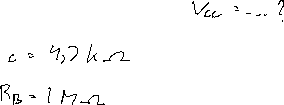 Vcc = ... ?
c = 4,7 kΩ
RB = 1 MΩ